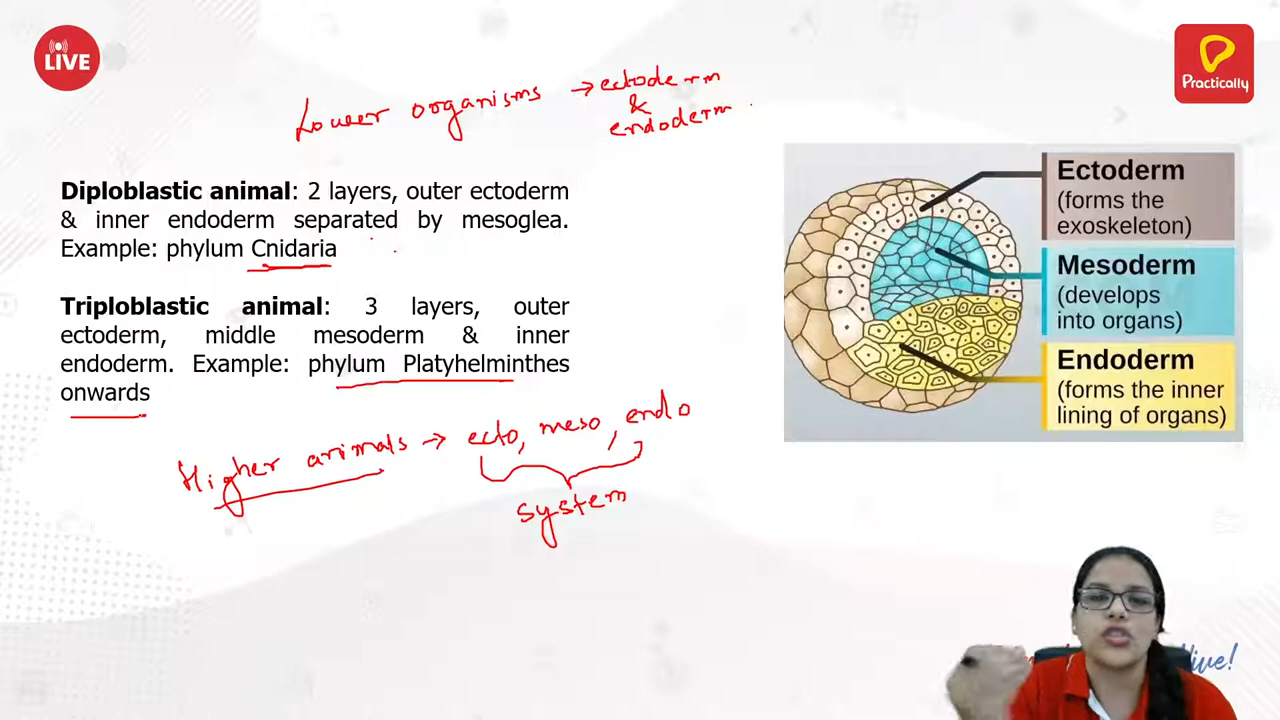 LIVE
Practically
Lower organisms → ectoderm
&
endoderm
Diploblastic animal: 2 layers, outer ectoderm
& inner endoderm separated by mesoglea.
Example: phylum Cnidaria
Triploblastic animal: 3 layers, outer
ectoderm, middle mesoderm & inner
endoderm. Example: phylum Platyhelminthes
onwards
Higher animals → ecto, meso, endo
system
Ectoderm
(forms the
exoskeleton)
Mesoderm
(develops
into organs)
Endoderm
(forms the inner
lining of organs)